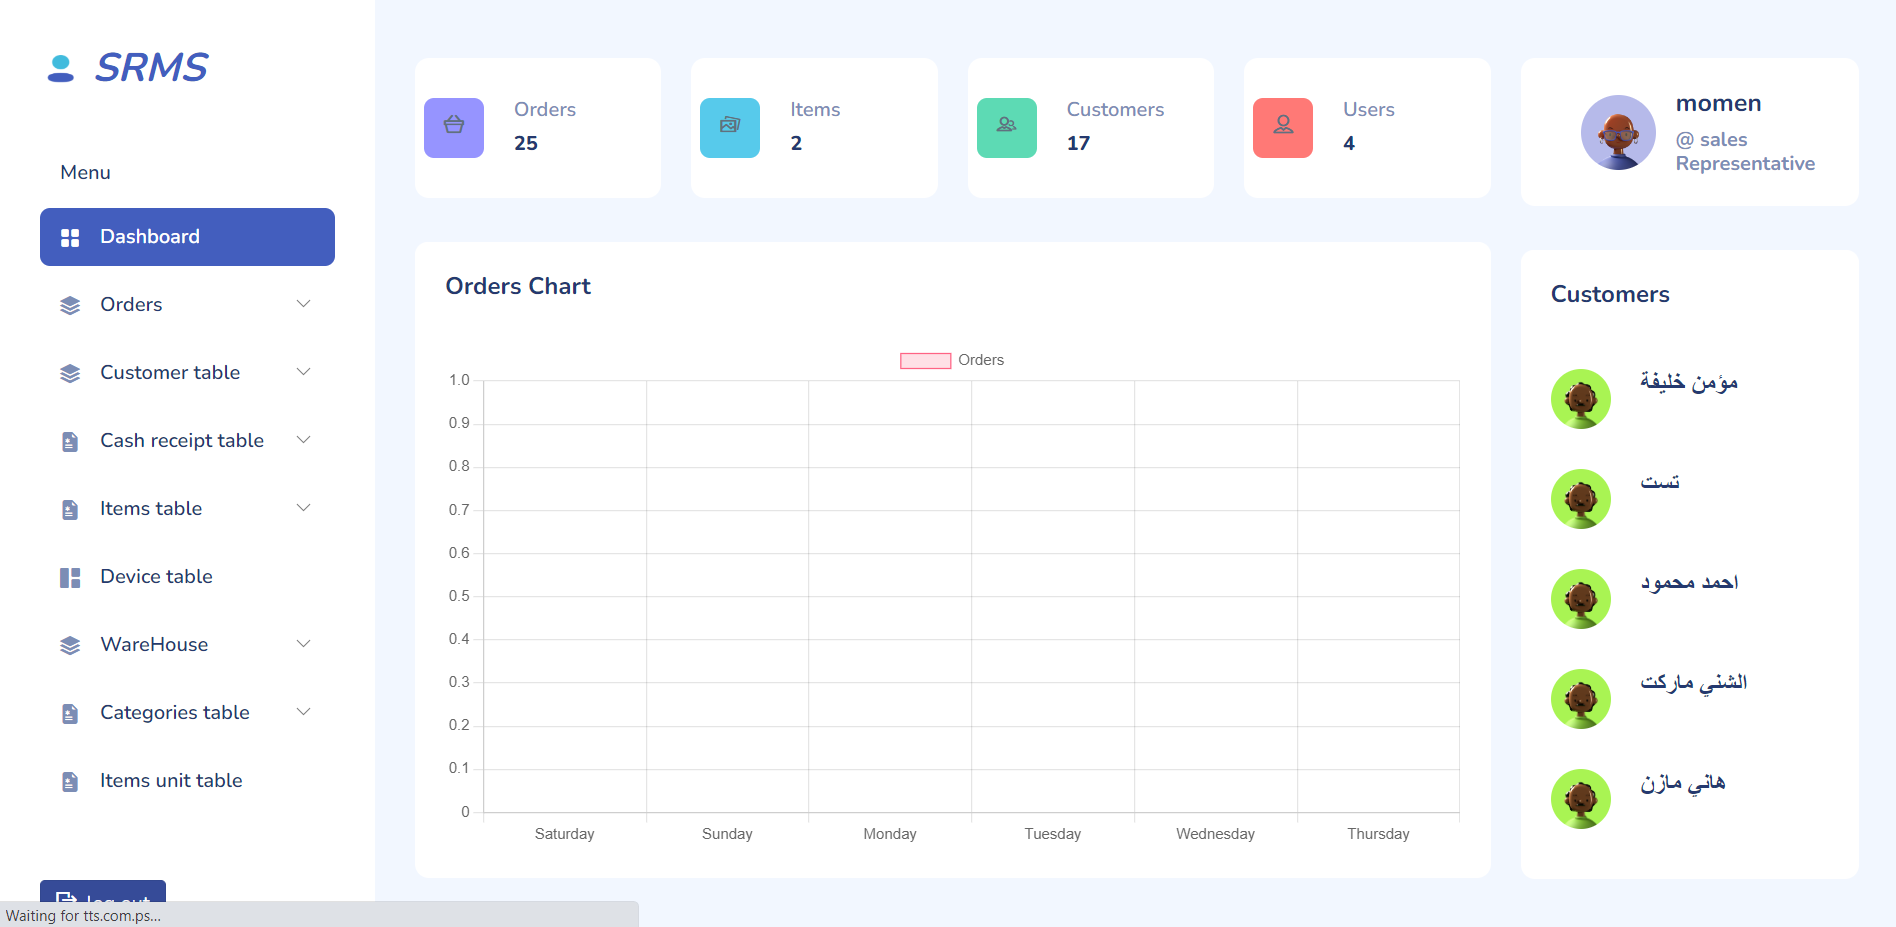 SRMS
Menu
Dashboard
Orders
Customer table
Cash receipt table
Items table
Device table
WareHouse
Categories table
Items unit table
log out
Waiting for tts.com.ps...
Orders
25
Items
2
Customers
17
Users
4
momen
@ sales
Representative
Orders Chart
Orders
1.0
0.9
0.8
0.7
0.6
0.5
0.4
0.3
0.2
0.1
0
Saturday Sunday Monday Tuesday Wednesday Thursday
Customers
مؤمن خليفة
تست
احمد محمود
الشني ماركت
هاني مازن